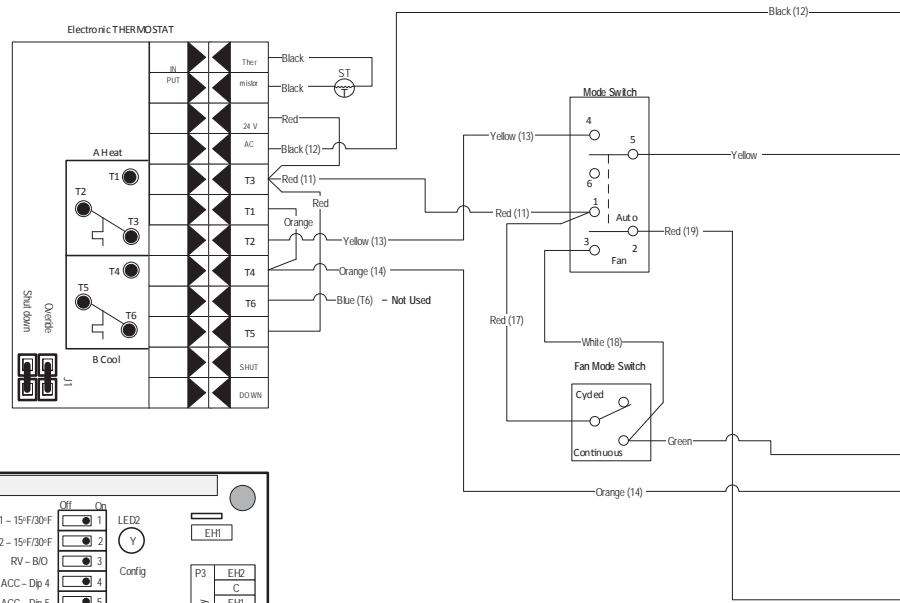 Black (12)
Electronic THERMOSTAT
IN
PUT
Ther
mistor
Black
Black
ST
T
24 V
AC
Red
Black (12)
A Heat
T1
T2
T3
T3
T1
T2
T4
T6
T5
SHUT
DOWN
Red (11)
Red
Orange
Yellow (13)
Orange (14)
Blue (T6) – Not Used
T4
T5
T6
B Cool
Shut down
Override
J1
Mode Switch
4
5
6
1
Auto
3
2
Fan
Yellow (13)
Yellow
Red (11)
Red (19)
Red (17)
White (18)
Fan Mode Switch
Cycled
Continuous
Green
Orange (14)
Off On
1 – 15ºF/30ºF 1
2 – 15ºF/30ºF 2
RV – B/O 3
ACC – Dip 4 4
ACC – Dip 5 5
LED2
Y
Config
EH1
P3
EH2
C
EH1